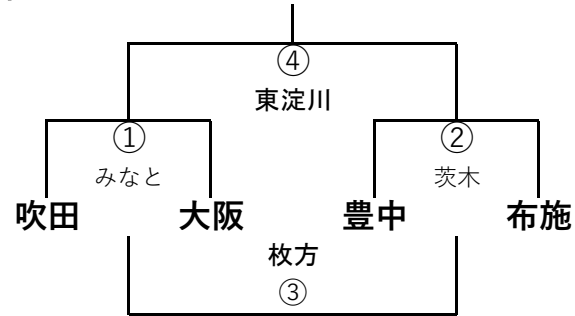 ④
東淀川
① ②
みなと 茨木
吹田 大阪 豊中 布施
枚方
③